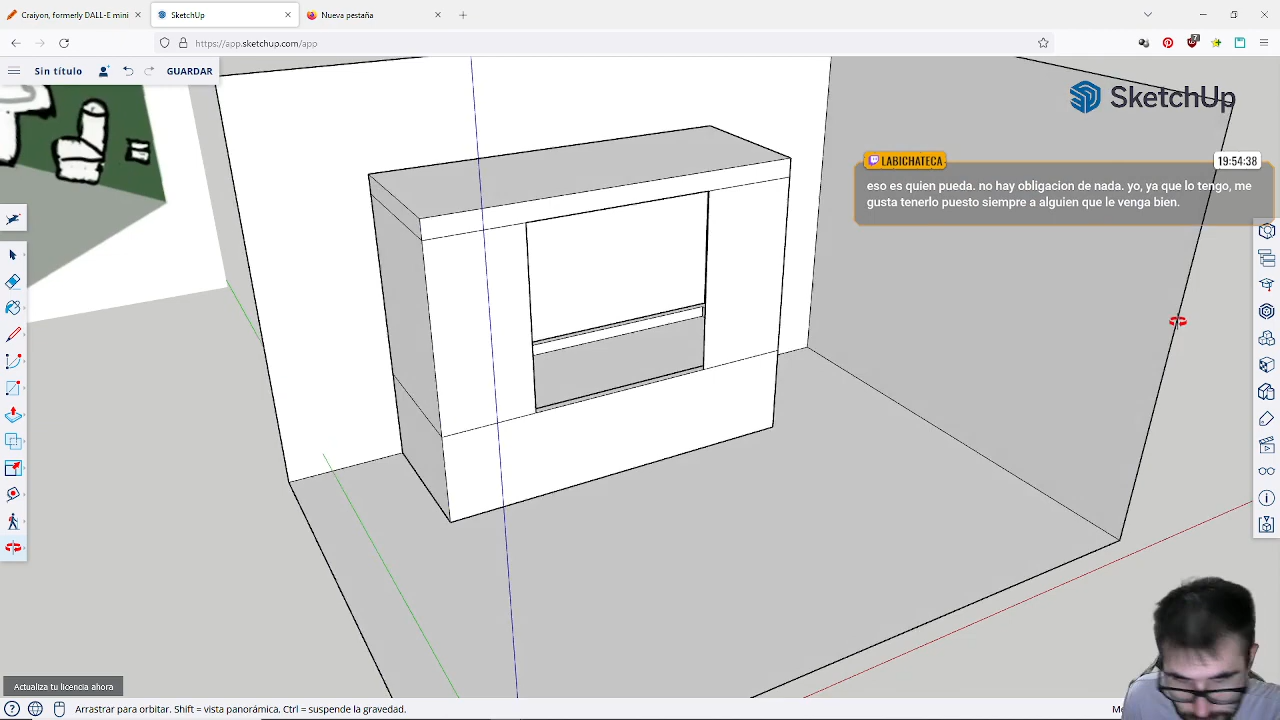 Craiyon, formerly DALL-E mini
SketchUp
Nueva pestaña
https://app.sketchup.com/app
7
Sin título
GUARDAR
SketchUp
LABICHATECA
19:54:38
eso es quien pueda. no hay obligacion de nada. yo, ya que lo tengo, me
gusta tenerlo puesto siempre a alguien que le venga bien.
Actualiza tu licencia ahora
Arrastrar para orbitar. Shift = vista panorámica. Ctrl = suspende la gravedad.